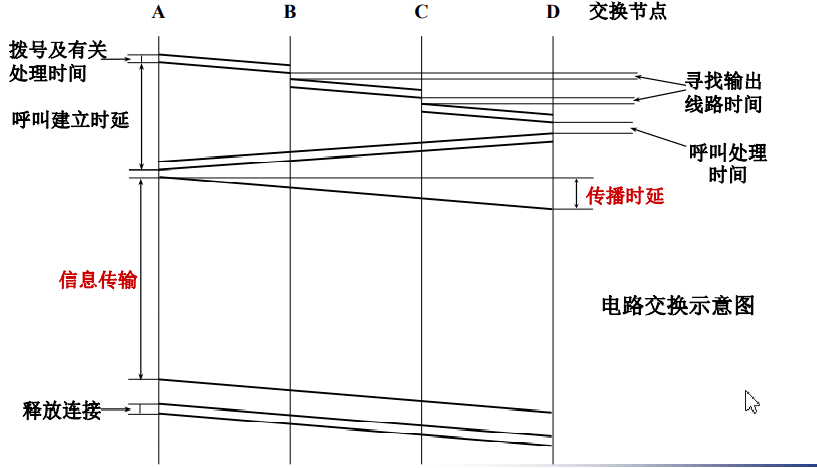 A B C D 交换节点
拨号及有关
处理时间
寻找输出
线路时间
呼叫建立时延
呼叫处理
时间
传播时延
信息传输
电路交换示意图
释放连接